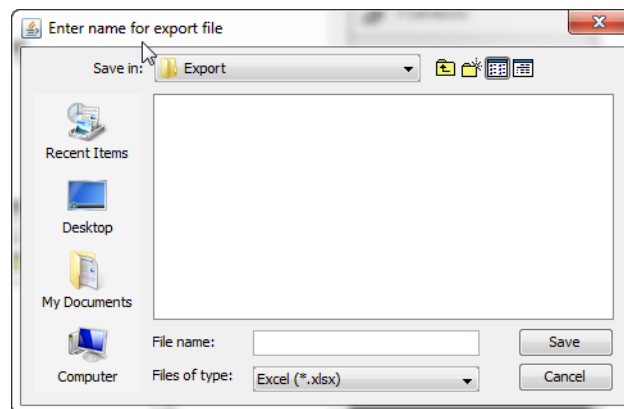 Enter name for export file
Save in: Export
Recent Items
Desktop
My Documents
Computer
File name:
Save
Files of type: Excel (*.xlsx)
Cancel